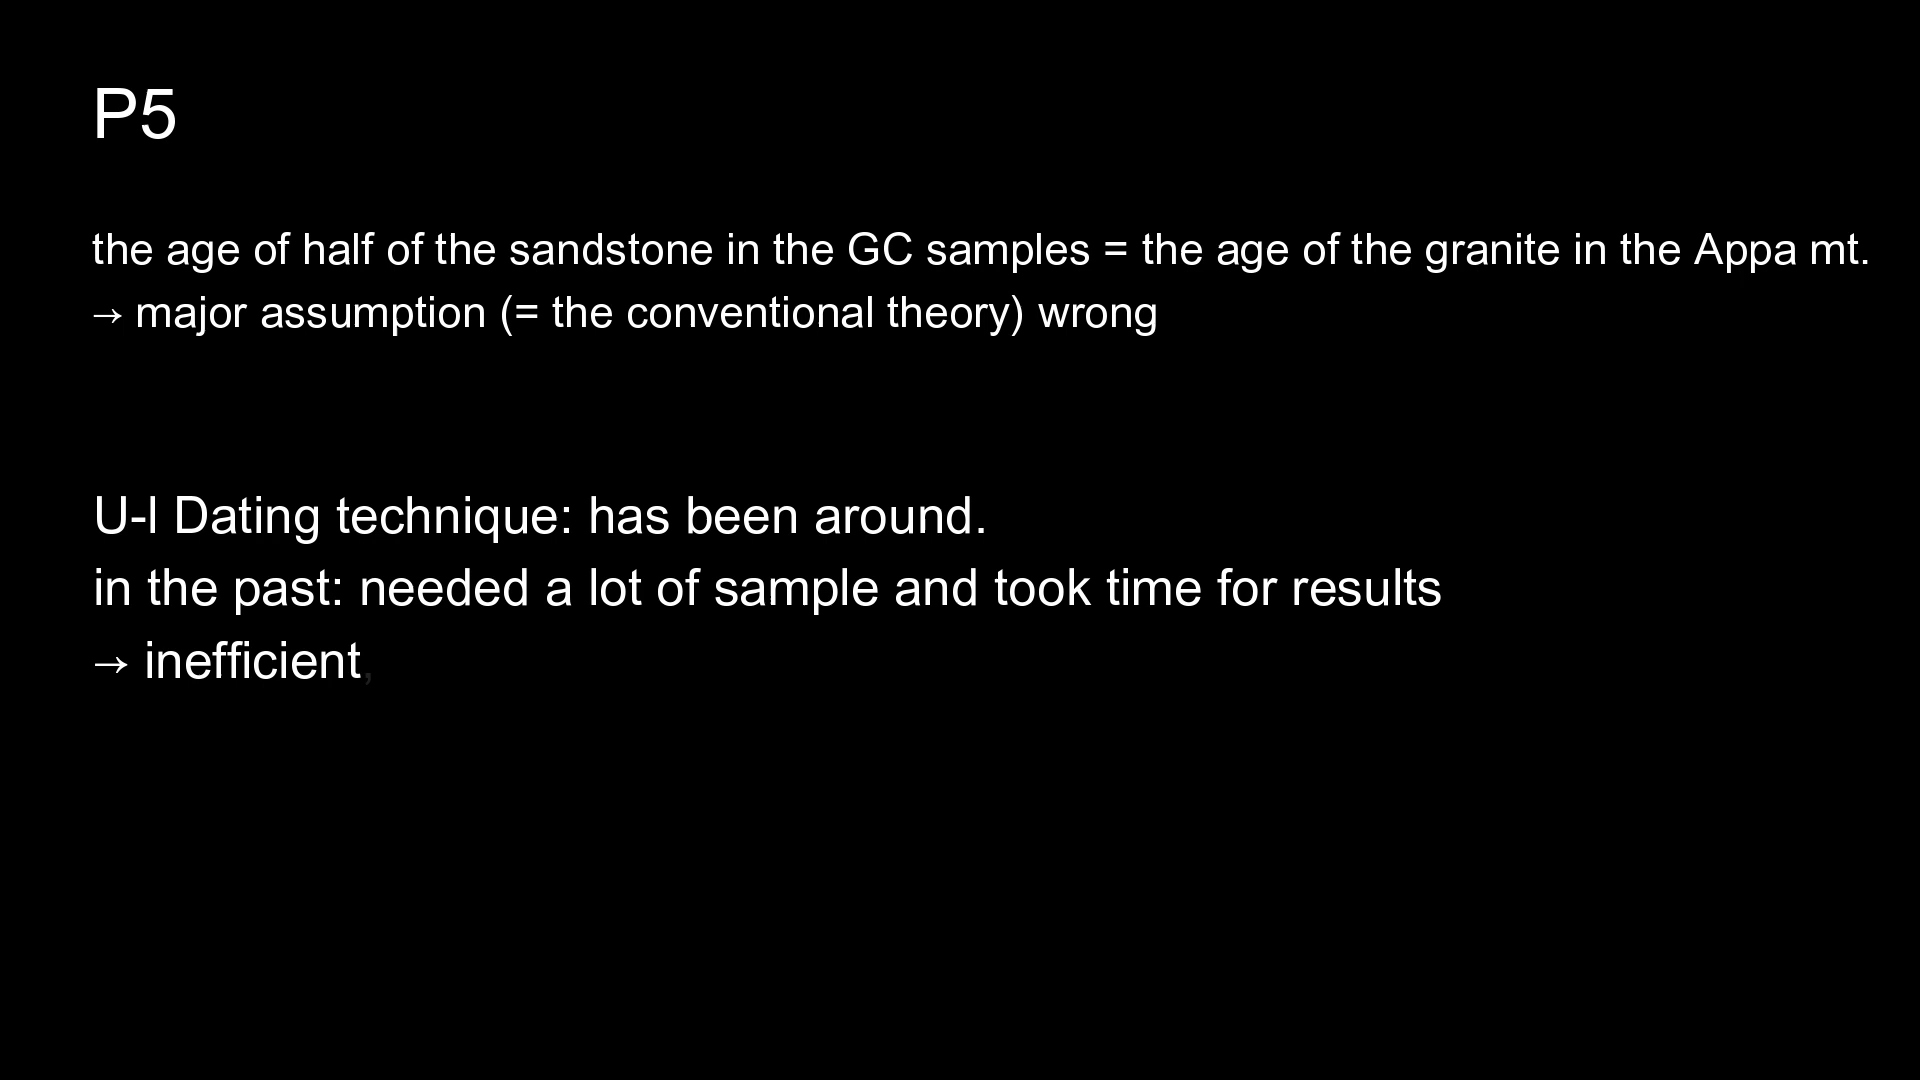 P5
the age of half of the sandstone in the GC samples = the age of the granite in the Appa mt.
→ major assumption (= the conventional theory) wrong
U-l Dating technique: has been around.
in the past: needed a lot of sample and took time for results
→ inefficient,